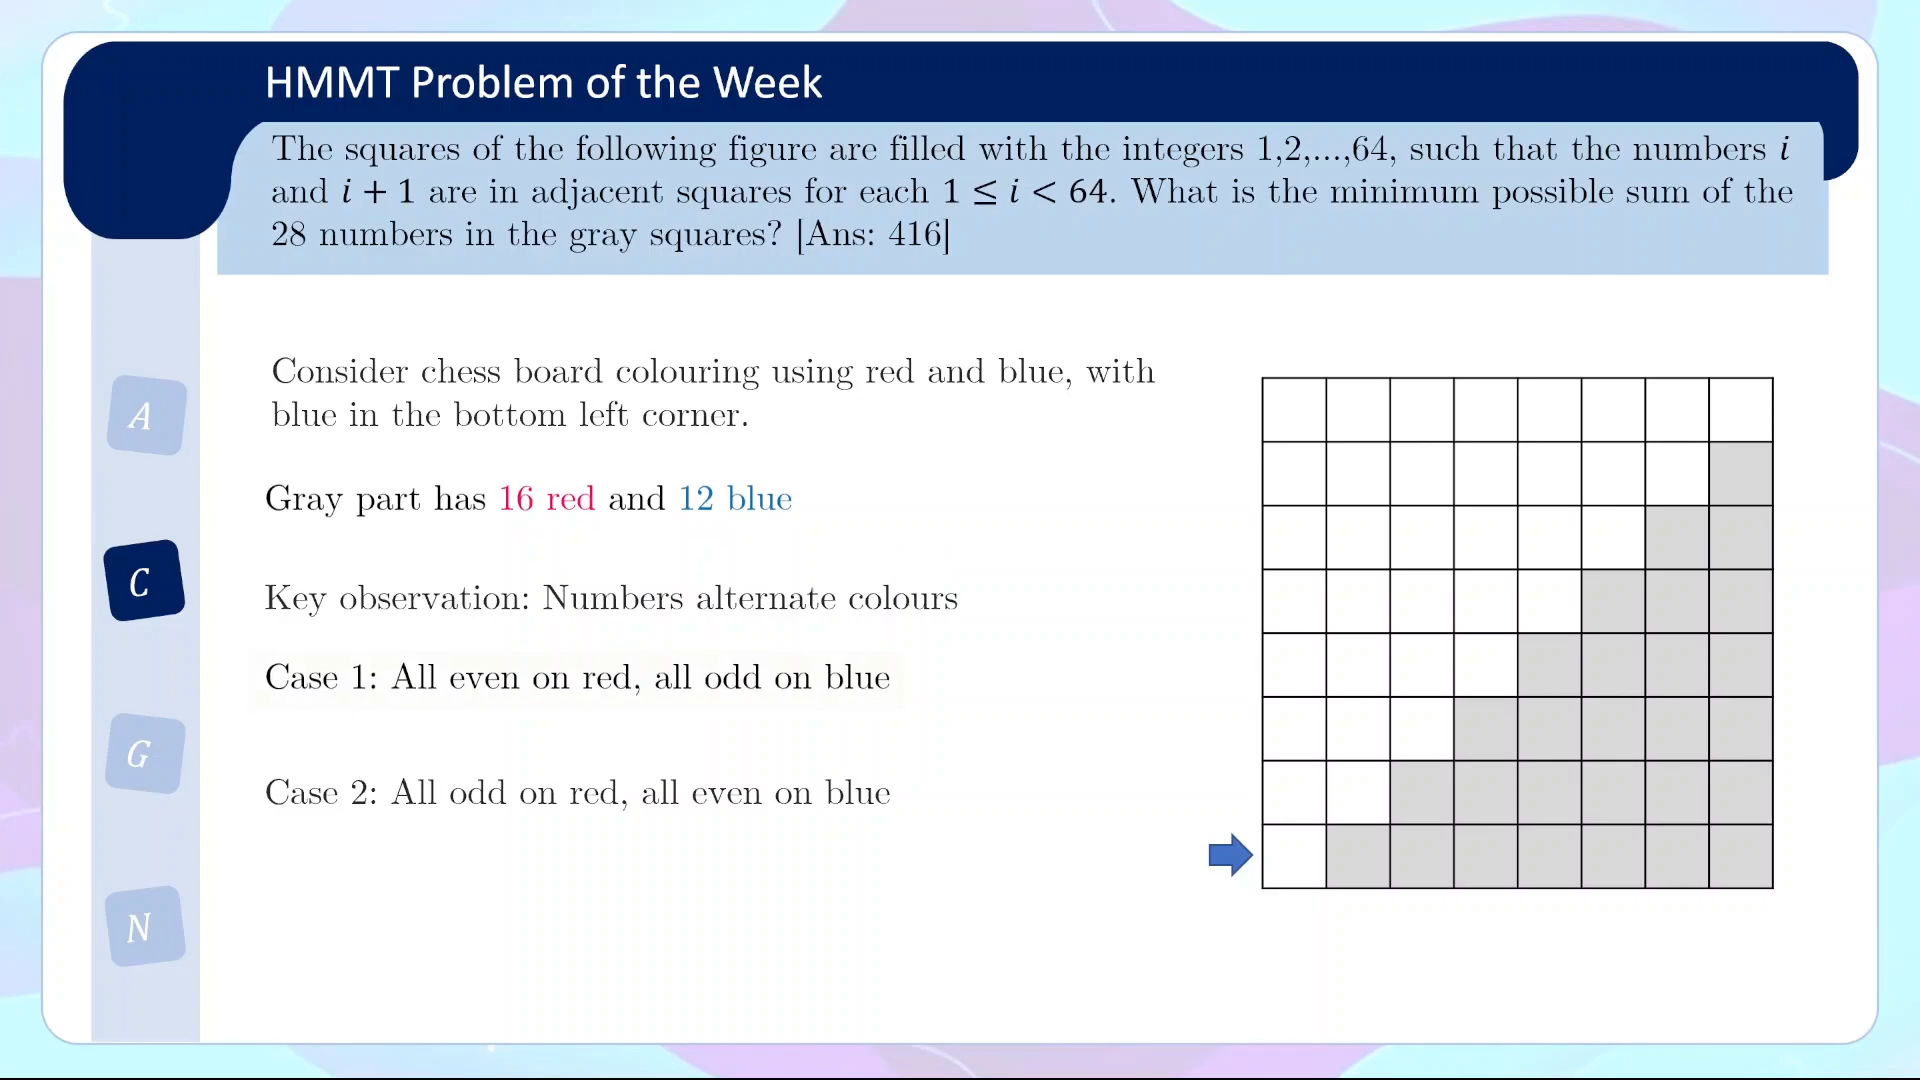 HMMT Problem of the Week
The squares of the following figure are filled with the integers 1,2,...,64, such that the numbers i
and i + 1 are in adjacent squares for each 1 ≤ i < 64. What is the minimum possible sum of the
28 numbers in the gray squares? [Ans: 416]
Consider chess board colouring using red and blue, with
blue in the bottom left corner.
A
Gray part has 16 red and 12 blue
C
Key observation: Numbers alternate colours
Case 1: All even on red, all odd on blue
G
Case 2: All odd on red, all even on blue
N